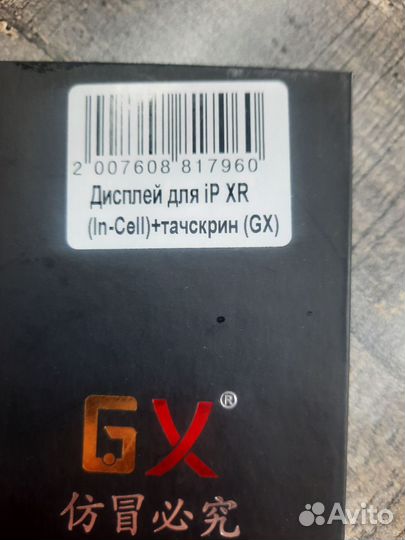 2 007608 817960
Дисплей для iP XR
(In-Cell)+тачскрин (GX)
GX®
仿冒必究
Avito